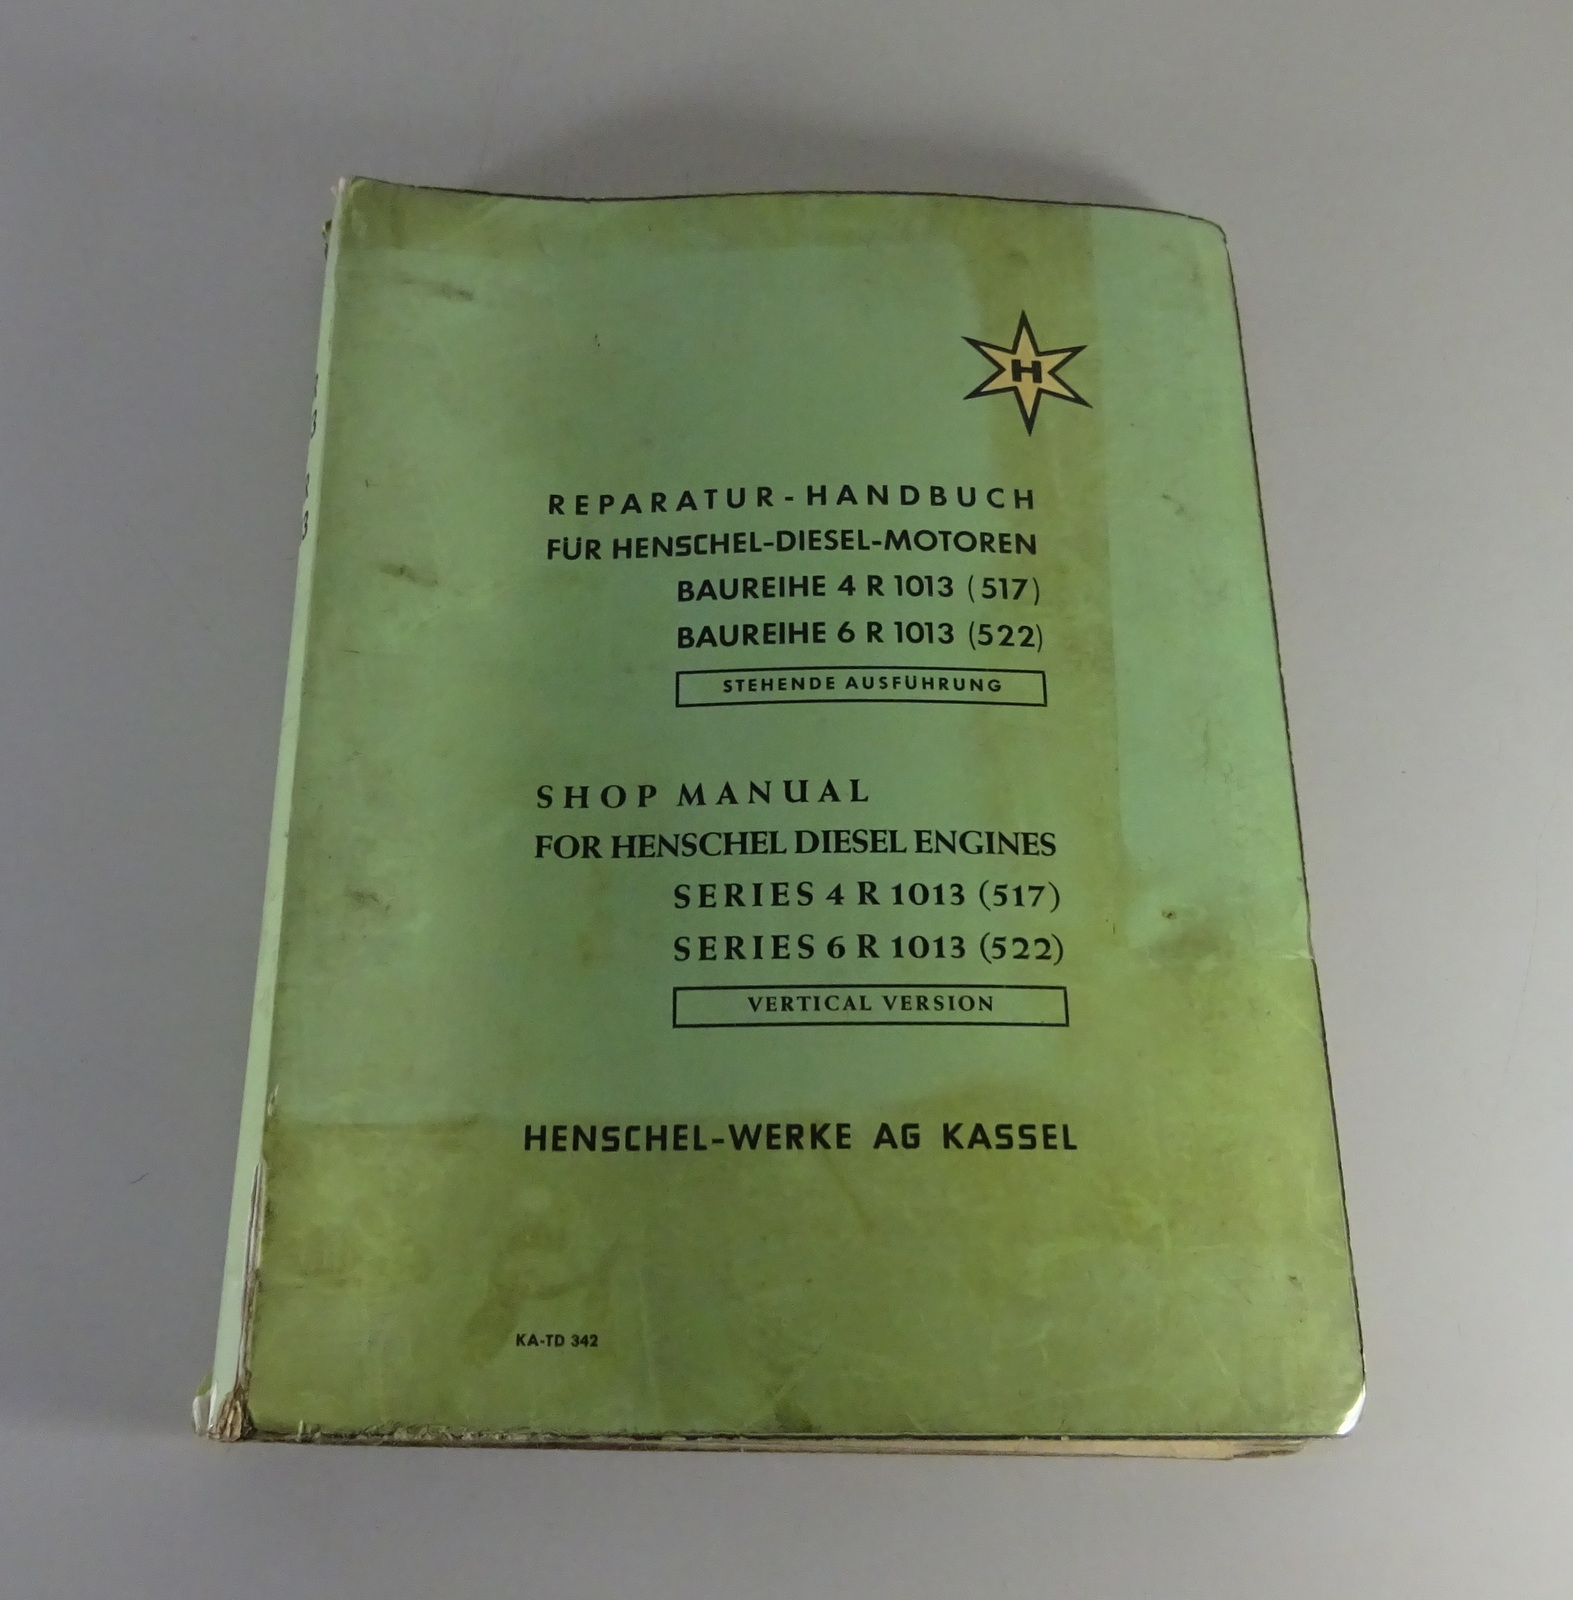 H
REPARATUR-HANDBUCH
FÜR HENSCHEL-DIESEL-MOTOREN
BAUREIHE 4 R 1013 (517)
BAUREIHE 6 R 1013 (522)
STEHENDE AUSFÜHRUNG
SHOP MANUAL
FOR HENSCHEL DIESEL ENGINES
SERIES 4 R 1013 (517)
SERIES 6 R 1013 (522)
VERTICAL VERSION
HENSCHEL-WERKE AG KASSEL
KA-TD 342